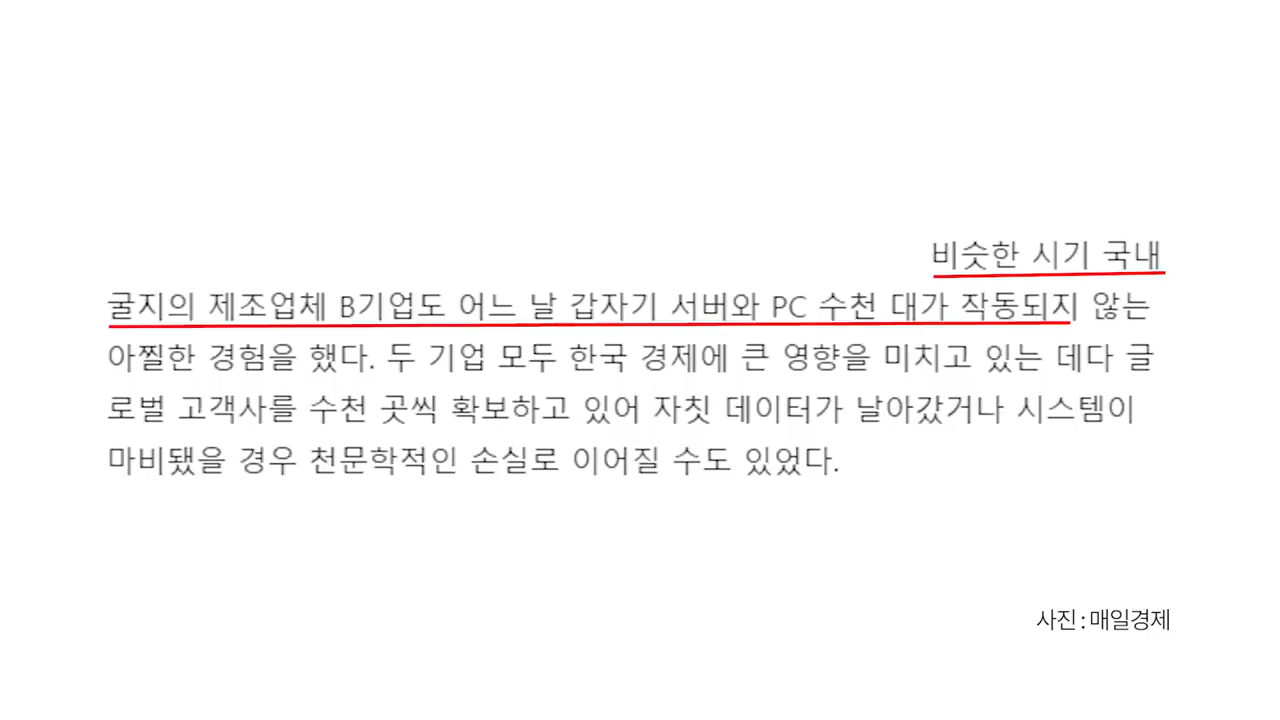 비슷한 시기 국내
굴지의 제조업체 B기업도 어느 날 갑자기 서버와 PC 수천 대가 작동되지 않는
아찔한 경험을 했다. 두 기업 모두 한국 경제에 큰 영향을 미치고 있는 데다 글
로벌 고객사를 수천 곳씩 확보하고 있어 자칫 데이터가 날아갔거나 시스템이
마비됐을 경우 천문학적인 손실로 이어질 수도 있었다.
사진 : 매일경제